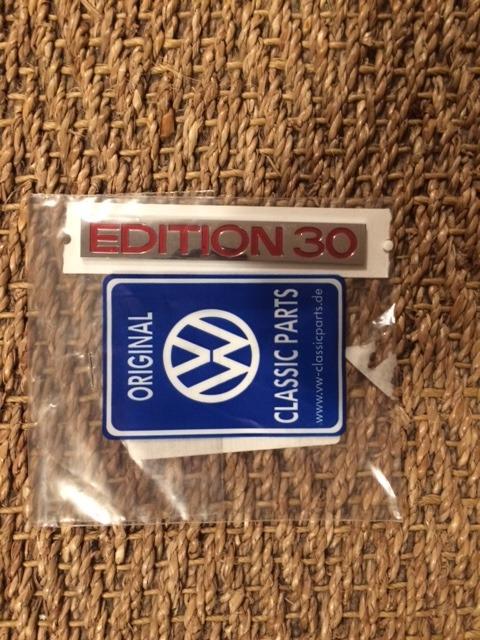 EDITION 30
ORIGINAL
CLASSIC PARTS
www.vw-classicparts.de